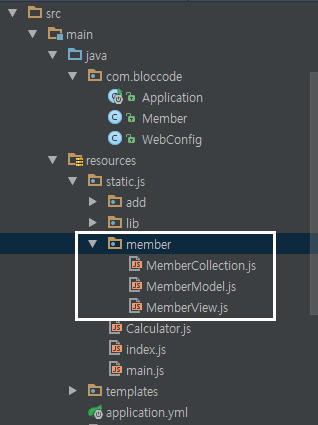 src
main
java
com.bloccode
Application
Member
WebConfig
resources
static.js
add
lib
member
MemberCollection.js
MemberModel.js
MemberView.js
Calculator.js
index.js
main.js
templates
application.yml